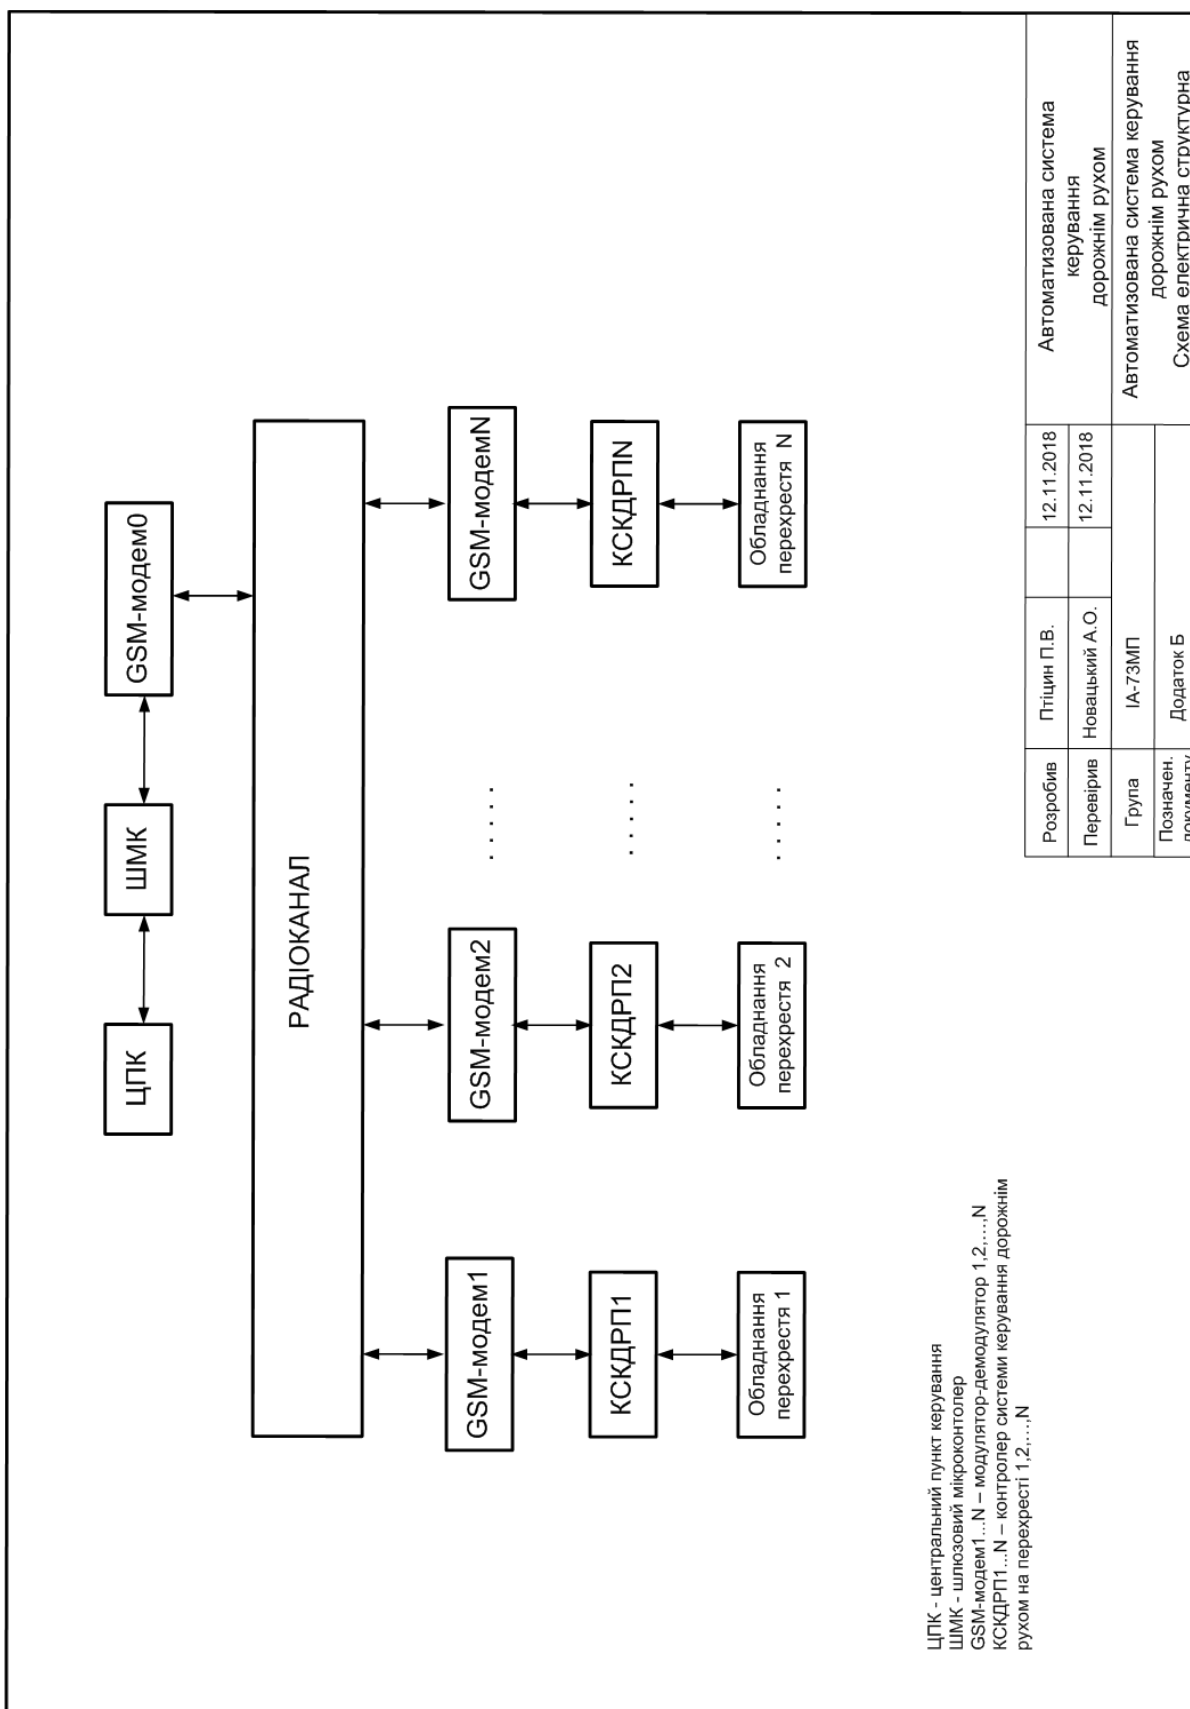 ЦПК
ШМК
GSM-модем0
РАДІОКАНАЛ
GSM-модем1
GSM-модем2
. . . . .
GSM-модемN
КСКДРП1
КСКДРП2
. . . . .
КСКДРПN
Обладнання
перехрестя 1
Обладнання
перехрестя 2
. . . . .
Обладнання
перехрестя N
ЦПК - центральний пункт керування
ШМК - шлюзовий мікроконтолер
GSM-модем1...N – модулятор-демодулятор 1,2,...,N
КСКДРП1...N – контролер системи керування дорожнім
рухом на перехресті 1,2,...,N
Розробив Птіцин П.В. 12.11.2018
Перевірив Новацький А.О. 12.11.2018
Автоматизована система
керування
дорожнім рухом
Група ІА-73МП
Позначен.
документу
Додаток Б
Автоматизована система керування
дорожнім рухом
Схема електрична структурна